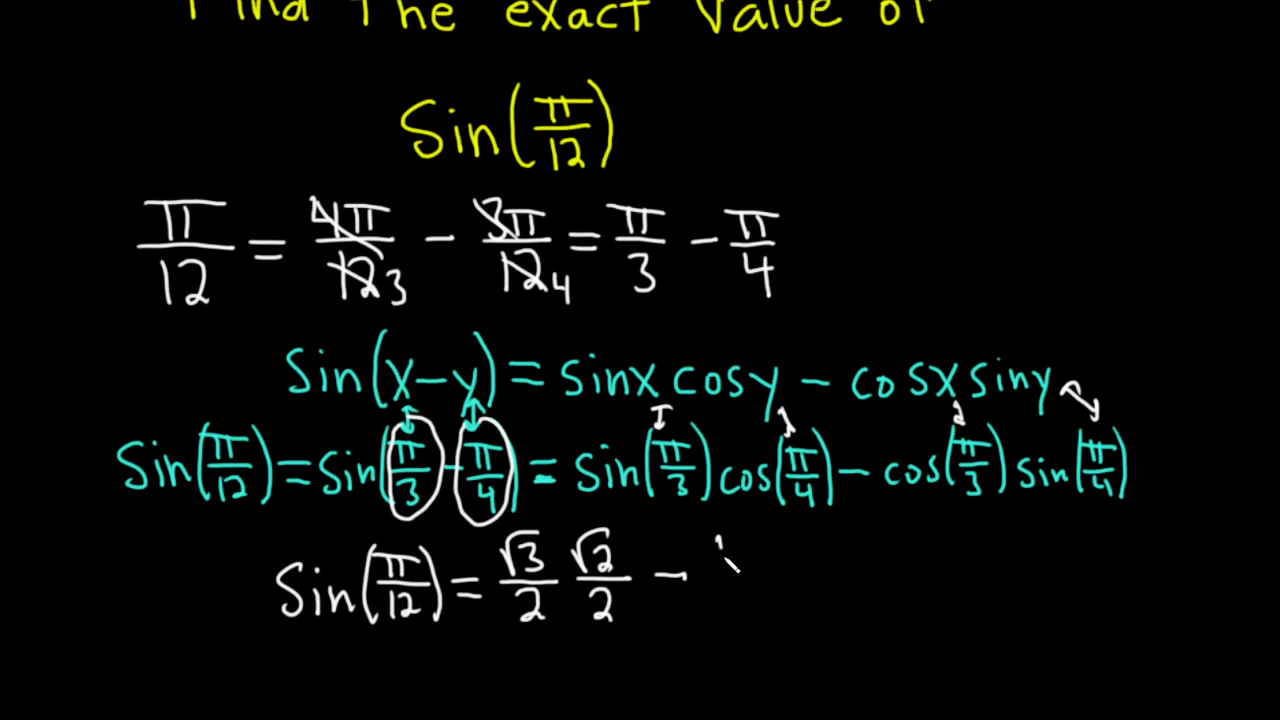 Find The exact value of
Sin(π/12)
π/12 = 4π/12 3 - 3π/12 4 = π/3 - π/4
Sin(x-y) = sinx cosy - cosx siny
Sin(π/12) = sin(π/3 - π/4) = sin(π/3) cos(π/4) - cos(π/3) sin(π/4)
Sin(π/12) = √3/2 √2/2 -